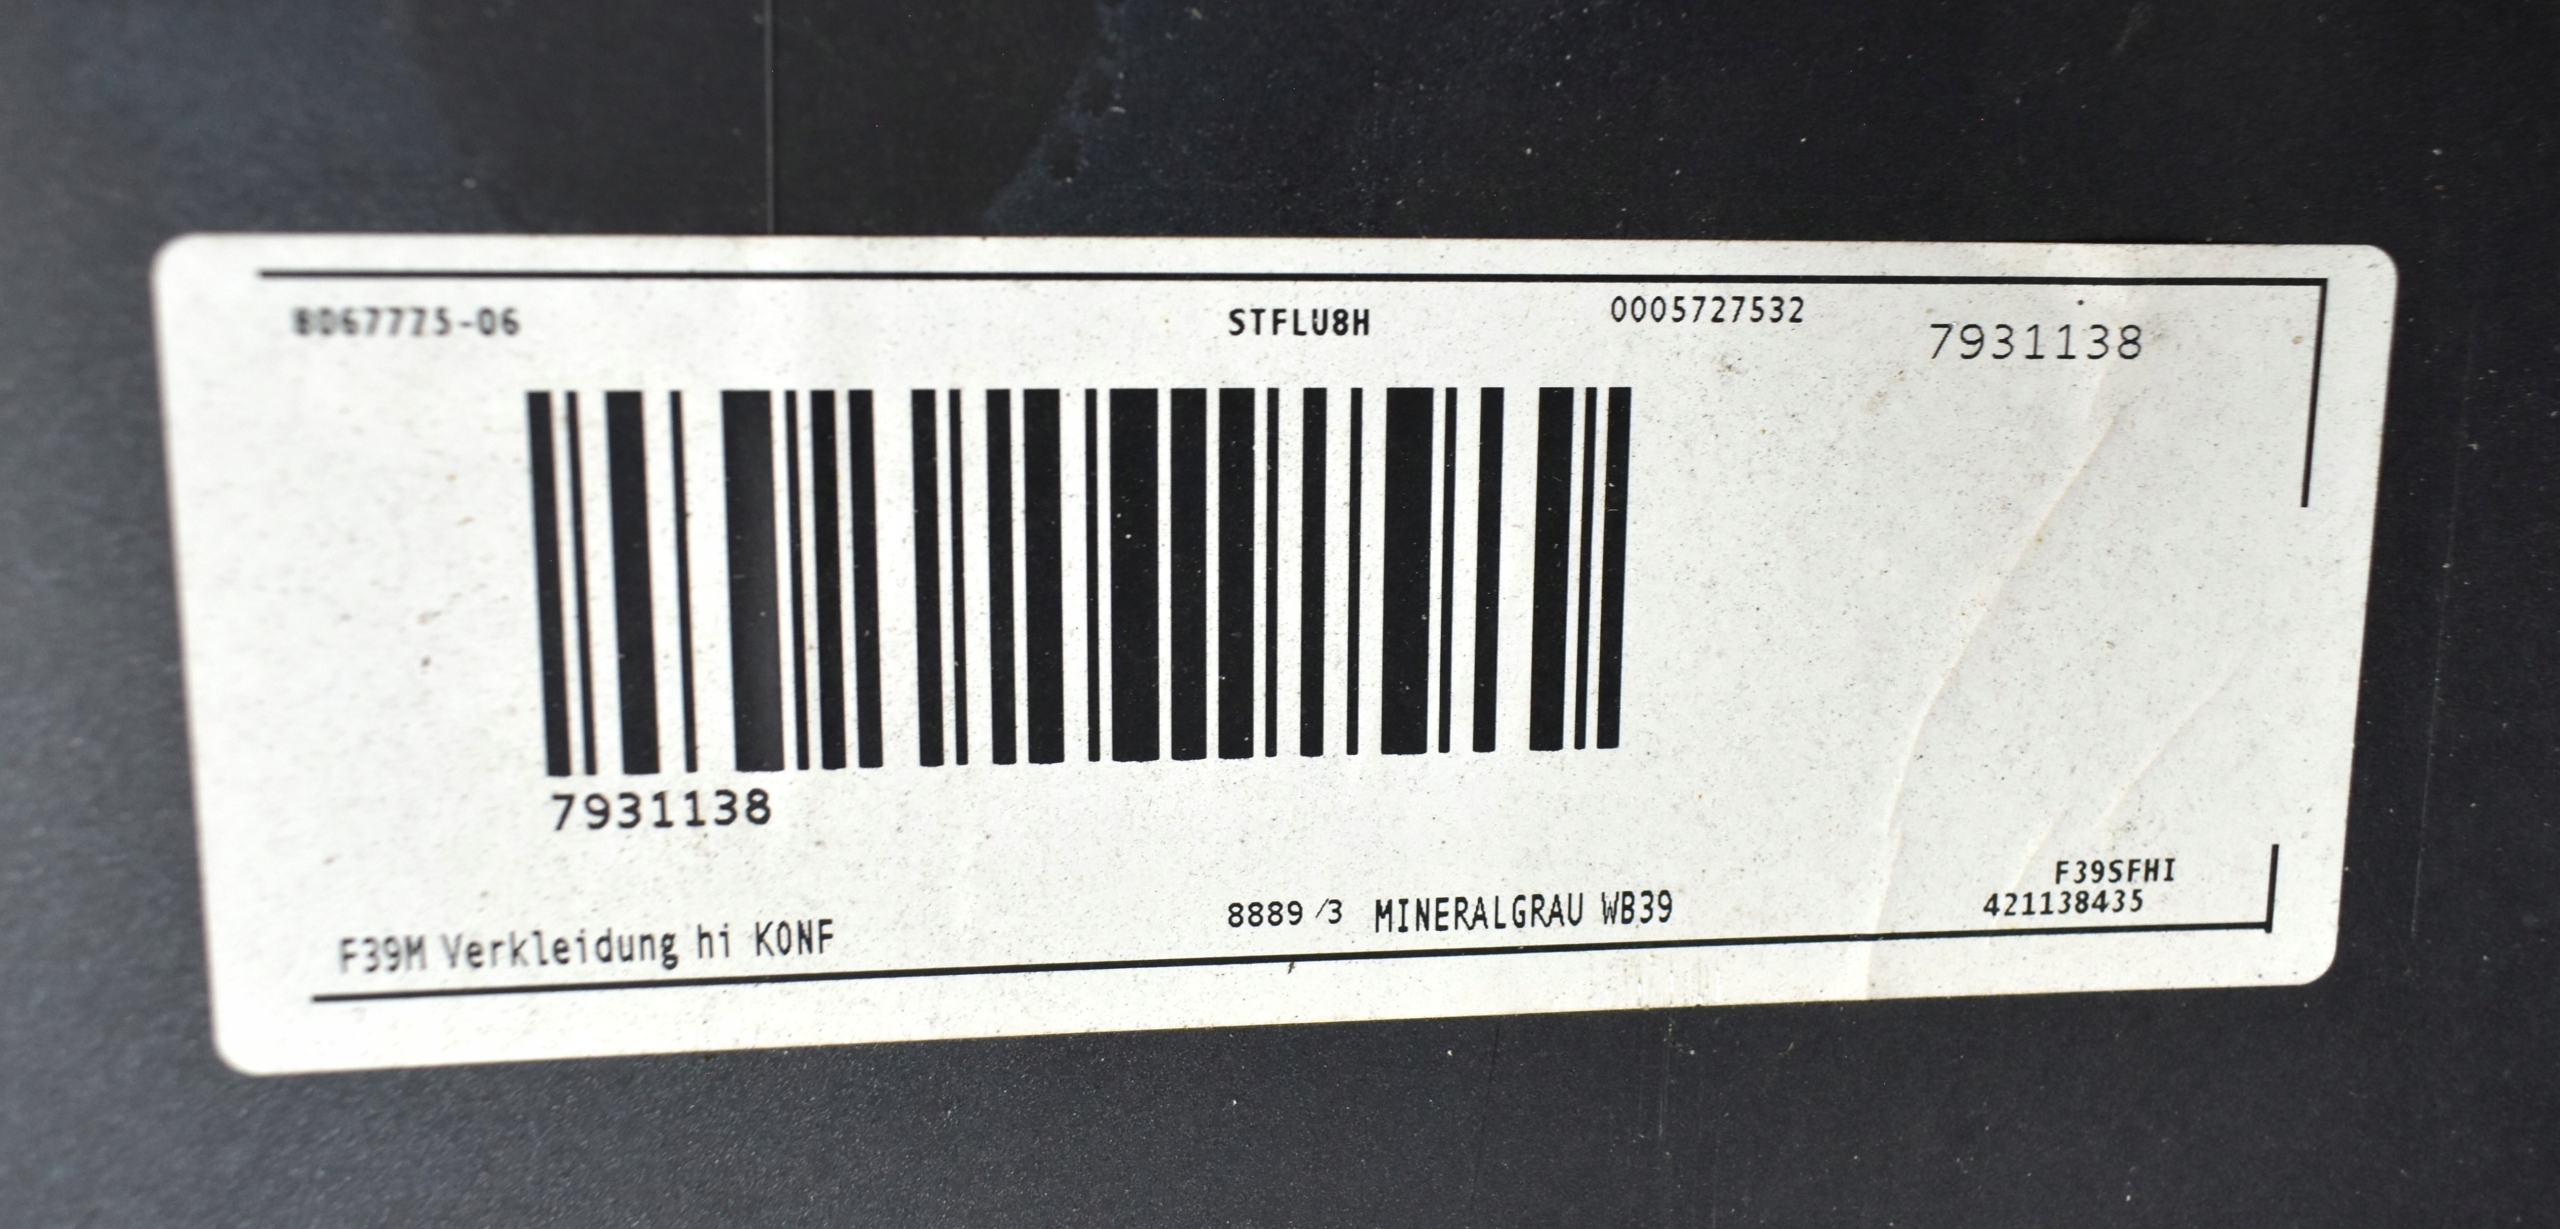 8067775-06 STFLU8H 0005727532 7931138
7931138
F39SFHI
F39M Verkleidung hi KONF 8889 /3 MINERALGRAU WB39 421138435